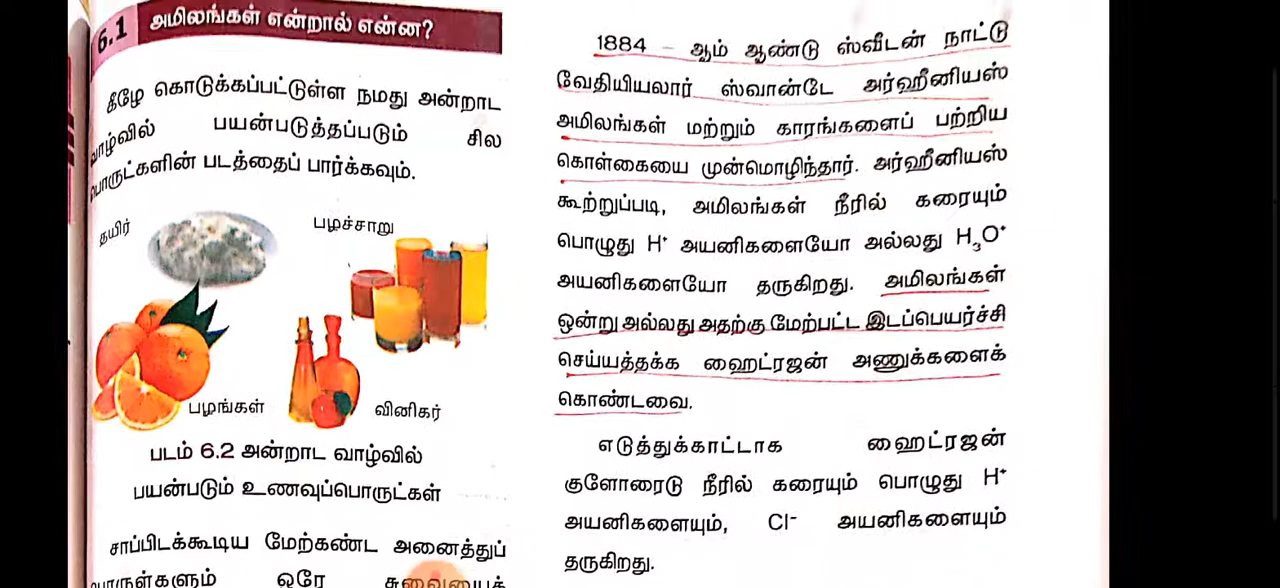 6.1 அமிலங்கள் என்றால் என்ன?
கீழே கொடுக்கப்பட்டுள்ள நமது அன்றாட
வாழ்வில் பயன்படுத்தப்படும் சில
பொருட்களின் படத்தைப் பார்க்கவும்.
தயிர்
பழச்சாறு
பழங்கள்
வினிகர்
படம் 6.2 அன்றாட வாழ்வில்
பயன்படும் உணவுப்பொருட்கள்
சாப்பிடக்கூடிய மேற்கண்ட அனைத்துப்
பொருள்களும் ஒரே சுவையைத்
1884 – ஆம் ஆண்டு ஸ்வீடன் நாட்டு
வேதியியலார் ஸ்வாண்டே அர்ஹீனியஸ்
அமிலங்கள் மற்றும் காரங்களைப் பற்றிய
கொள்கையை முன்மொழிந்தார். அர்ஹீனியஸ்
கூற்றுப்படி, அமிலங்கள் நீரில் கரையும்
பொழுது H⁺ அயனிகளையோ அல்லது H₃O⁺
அயனிகளையோ தருகிறது. அமிலங்கள்
ஒன்று அல்லது அதற்கு மேற்பட்ட இடப்பெயர்ச்சி
செய்யத்தக்க ஹைட்ரஜன் அணுக்களைக்
கொண்டவை.
எடுத்துக்காட்டாக ஹைட்ரஜன்
குளோரைடு நீரில் கரையும் பொழுது H⁺
அயனிகளையும், Cl⁻ அயனிகளையும்
தருகிறது.